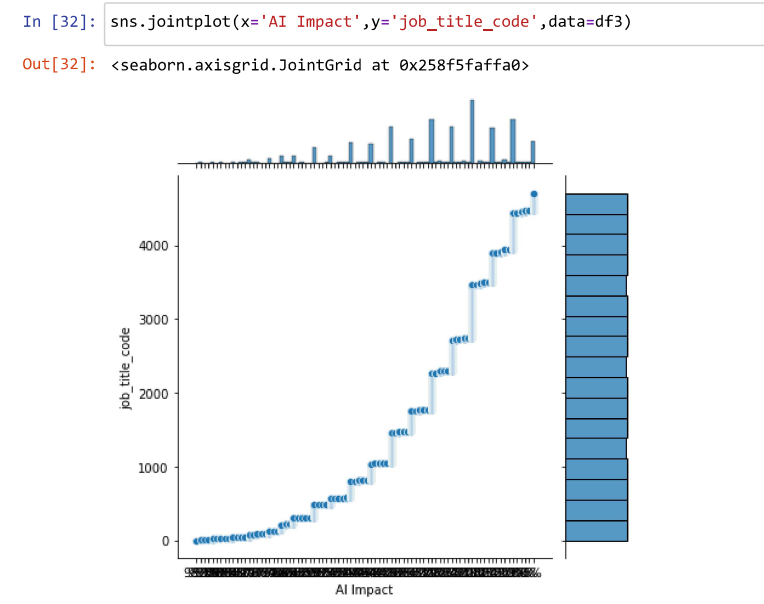 In [32]: sns.jointplot(x='AI Impact',y='job_title_code',data=df3)
Out[32]: <seaborn.axisgrid.JointGrid at 0x258f5faffa0>
4000
3000
2000
1000
0
job_title_code
AI Impact